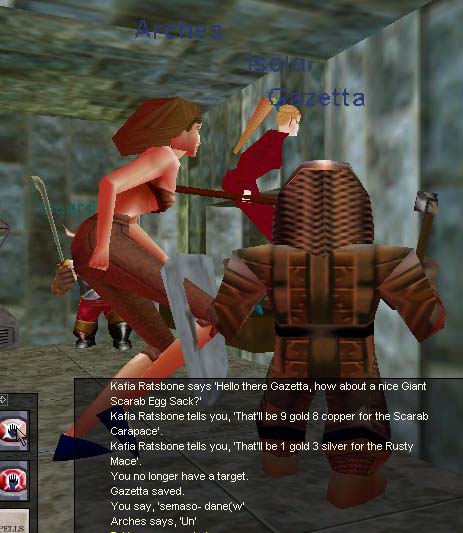 Arches
Isolar
Gazetta
Kafia Ratsbone says 'Hello there Gazetta, how about a nice Giant
Scarab Egg Sack?'
Kafia Ratsbone tells you, 'That'll be 9 gold 8 copper for the Scarab
Carapace'.
Kafia Ratsbone tells you, 'That'll be 1 gold 3 silver for the Rusty
Mace'.
You no longer have a target.
Gazetta saved.
You say, 'semaso- dane(w'
Arches says, 'Un'